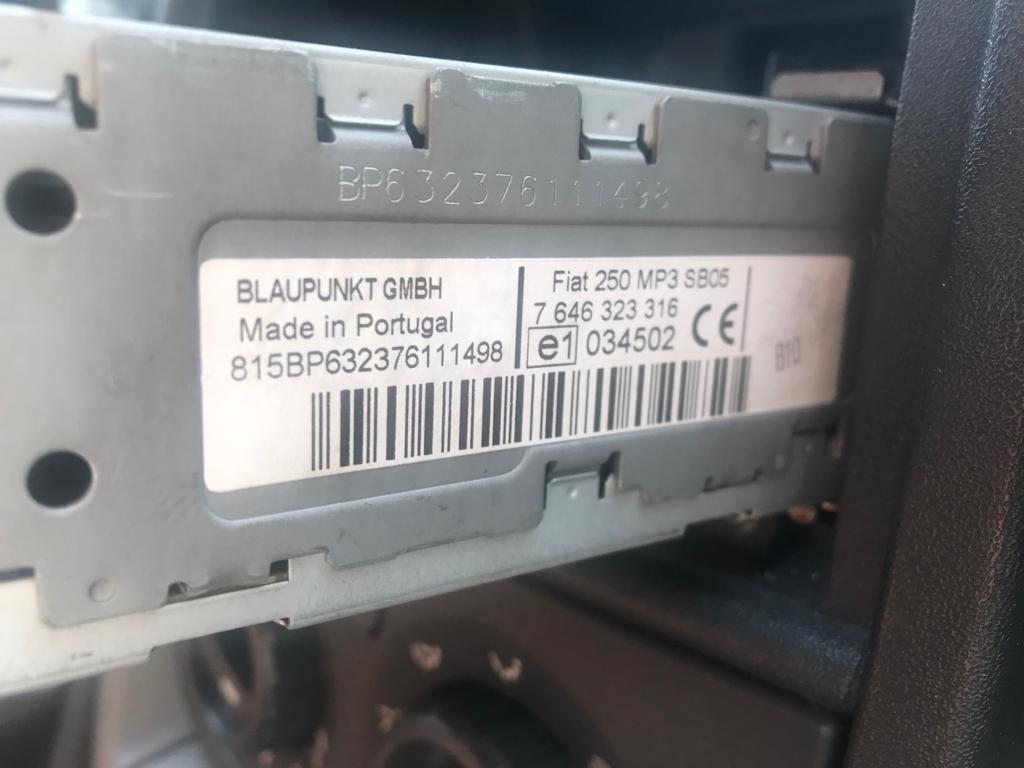 BP632376111498
BLAUPUNKT GMBH
Made in Portugal
815BP632376111498
Fiat 250 MP3 SB05
7 646 323 316
e1 034502 CE
B10